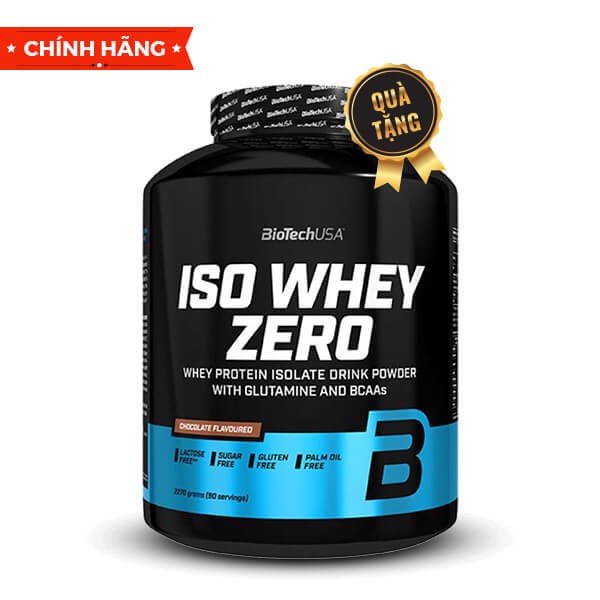 ★ CHÍNH HÃNG ★
QUÀ
TẶNG
BioTechUSA
BioTechUSA
ISO WHEY
ZERO
WHEY PROTEIN ISOLATE DRINK POWDER
WITH GLUTAMINE AND BCAAs
CHOCOLATE FLAVOURED
LACTOSE FREE**
SUGAR FREE
GLUTEN FREE
PALM OIL FREE
2270 grams (80 servings)
B